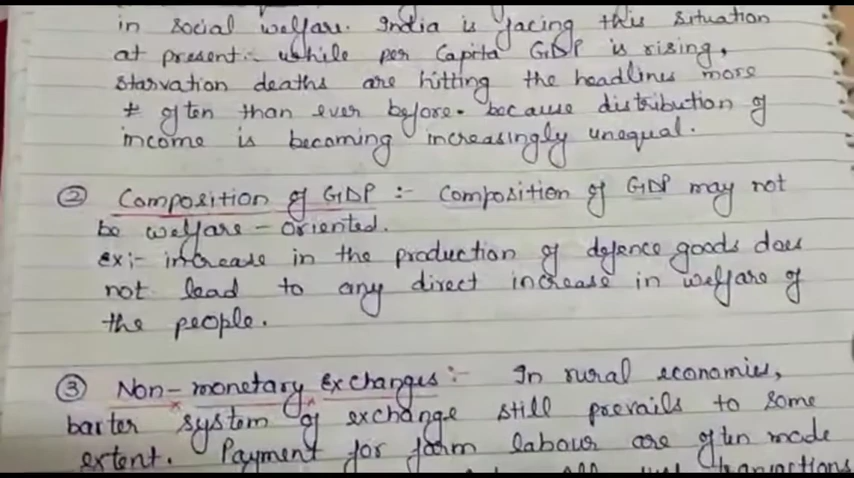 in social welfare. India is facing this situation
at present :- while per Capita GDP is rising,
starvation deaths are hitting the headlines more
often than ever before. because distribution of
income is becoming increasingly unequal.
② Composition of GDP :- Composition of GDP may not
be welfare - oriented.
ex:- increase in the production of defence goods does
not lead to any direct increase in welfare of
the people.
③ Non-monetary exchanges :- In rural economies,
barter system of exchange still prevails to some
extent. Payment for farm labour are often made
transactions